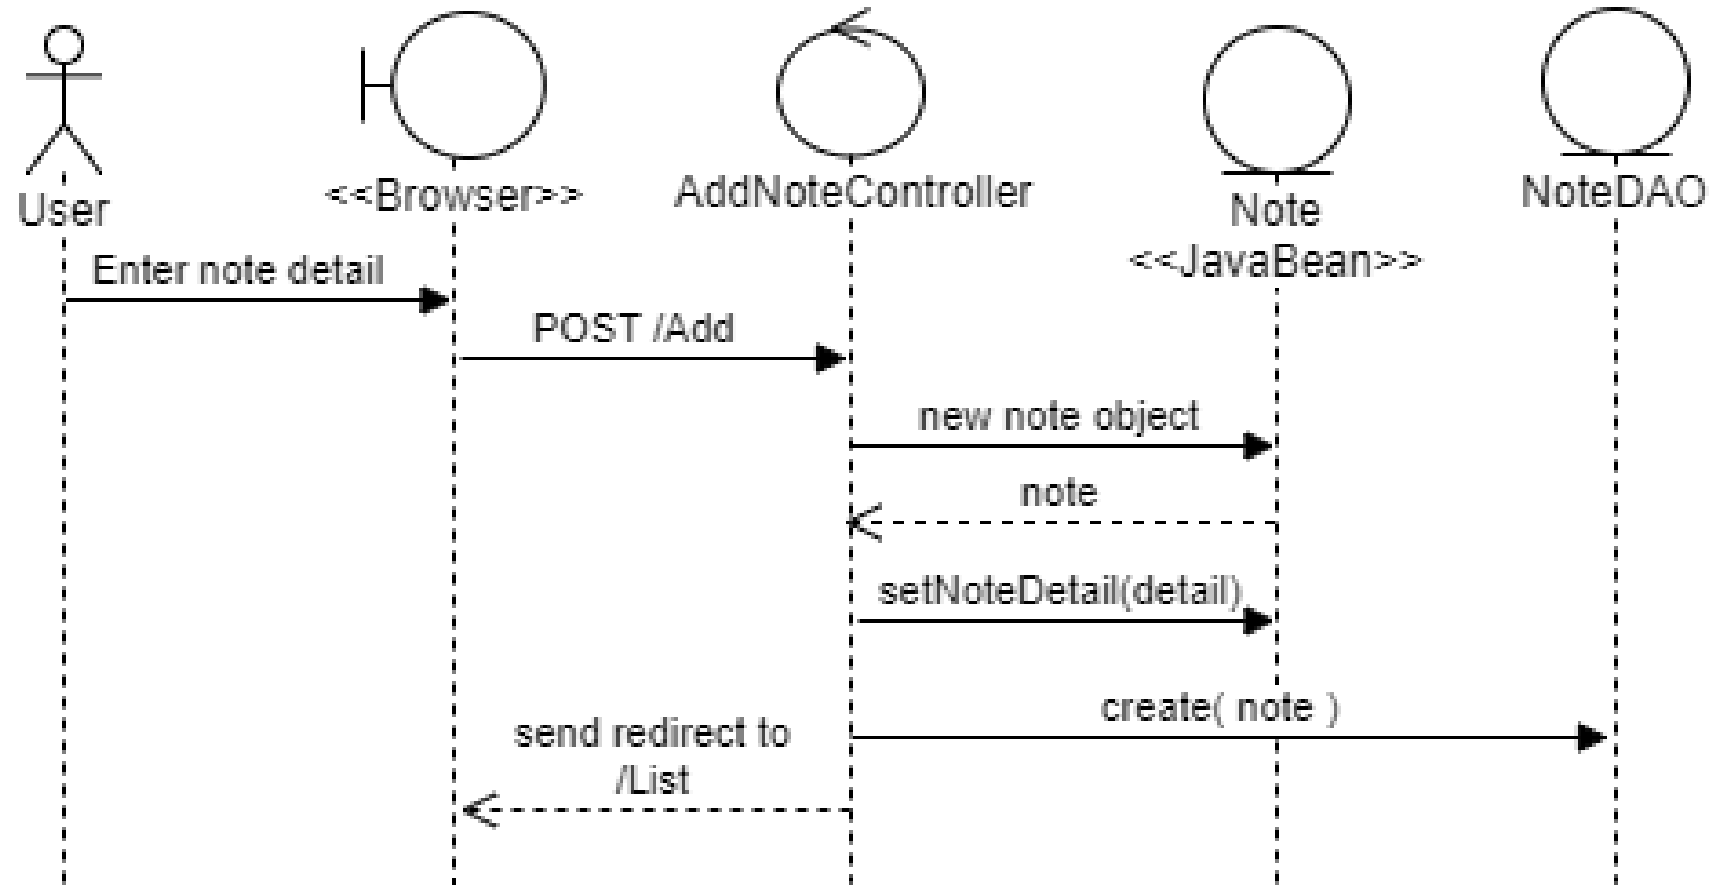 User
<<Browser>>
AddNoteController
Note
<<JavaBean>>
NoteDAO
Enter note detail
POST /Add
new note object
note
setNoteDetail(detail)
create( note )
send redirect to
/List